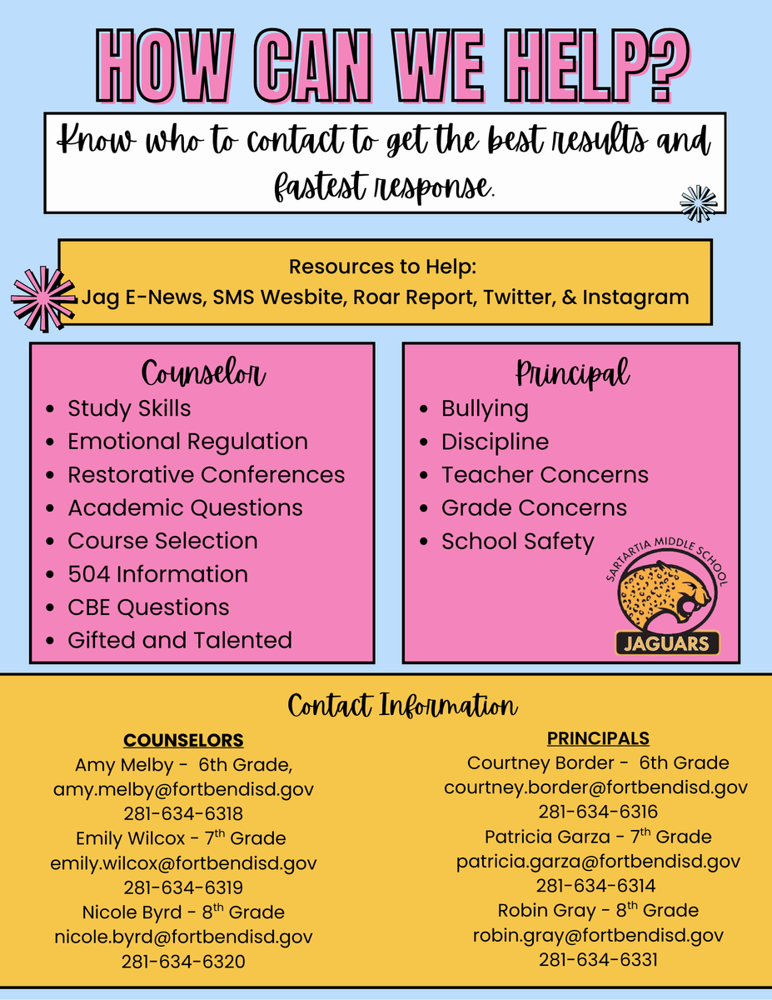 HOW CAN WE HELP?
Know who to contact to get the best results and
fastest response.
Resources to Help:
Jag E-News, SMS Wesbite, Roar Report, Twitter, & Instagram
Counselor
• Study Skills
• Emotional Regulation
• Restorative Conferences
• Academic Questions
• Course Selection
• 504 Information
• CBE Questions
• Gifted and Talented
Principal
• Bullying
• Discipline
• Teacher Concerns
• Grade Concerns
• School Safety
SARTARTIA MIDDLE SCHOOL
JAGUARS
Contact Information
COUNSELORS
Amy Melby - 6th Grade,
amy.melby@fortbendisd.gov
281-634-6318
Emily Wilcox - 7th Grade
emily.wilcox@fortbendisd.gov
281-634-6319
Nicole Byrd - 8th Grade
nicole.byrd@fortbendisd.gov
281-634-6320
PRINCIPALS
Courtney Border - 6th Grade
courtney.border@fortbendisd.gov
281-634-6316
Patricia Garza - 7th Grade
patricia.garza@fortbendisd.gov
281-634-6314
Robin Gray - 8th Grade
robin.gray@fortbendisd.gov
281-634-6331